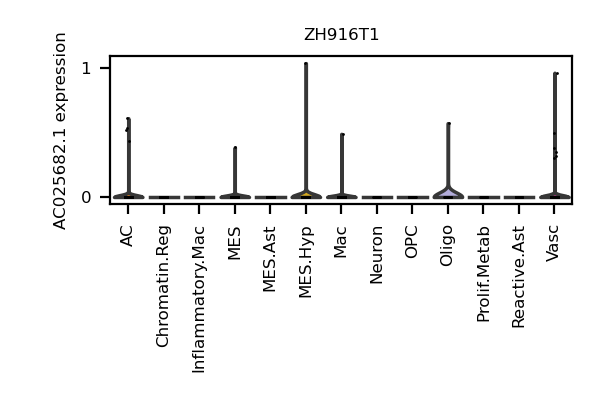 ZH916T1
AC025682.1 expression
1
0
AC
Chromatin.Reg
Inflammatory.Mac
MES
MES.Ast
MES.Hyp
Mac
Neuron
OPC
Oligo
Prolif.Metab
Reactive.Ast
Vasc